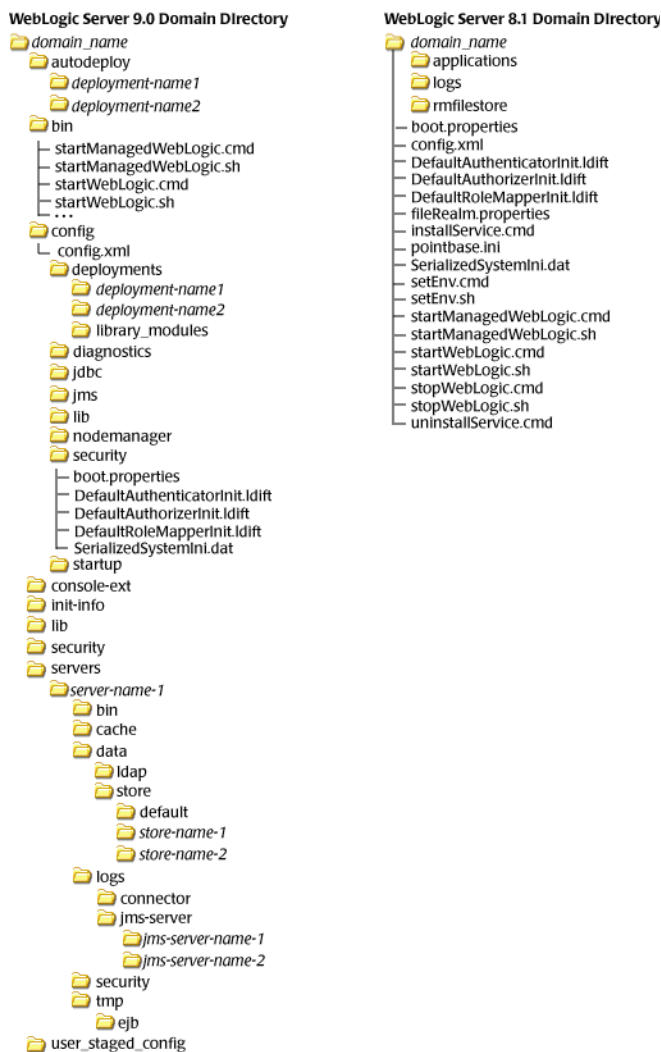 WebLogic Server 9.0 Domain DIrectory
domain_name
autodeploy
deployment-name1
deployment-name2
bin
startManagedWebLogic.cmd
startManagedWebLogic.sh
startWebLogic.cmd
startWebLogic.sh
...
config
config.xml
deployments
deployment-name1
deployment-name2
library_modules
diagnostics
jdbc
jms
lib
nodemanager
security
boot.properties
DefaultAuthenticatorInit.ldift
DefaultAuthorizerInit.ldift
DefaultRoleMapperInit.ldift
SerializedSystemIni.dat
startup
console-ext
init-info
lib
security
servers
server-name-1
bin
cache
data
ldap
store
default
store-name-1
store-name-2
logs
connector
jms-server
jms-server-name-1
jms-server-name-2
security
tmp
ejb
user_staged_config
WebLogic Server 8.1 Domain DIrectory
domain_name
applications
logs
rmfilestore
boot.properties
config.xml
DefaultAuthenticatorInit.ldift
DefaultAuthorizerInit.ldift
DefaultRoleMapperInit.ldift
fileRealm.properties
installService.cmd
pointbase.ini
SerializedSystemIni.dat
setEnv.cmd
setEnv.sh
startManagedWebLogic.cmd
startManagedWebLogic.sh
startWebLogic.cmd
startWebLogic.sh
stopWebLogic.cmd
stopWebLogic.sh
uninstallService.cmd